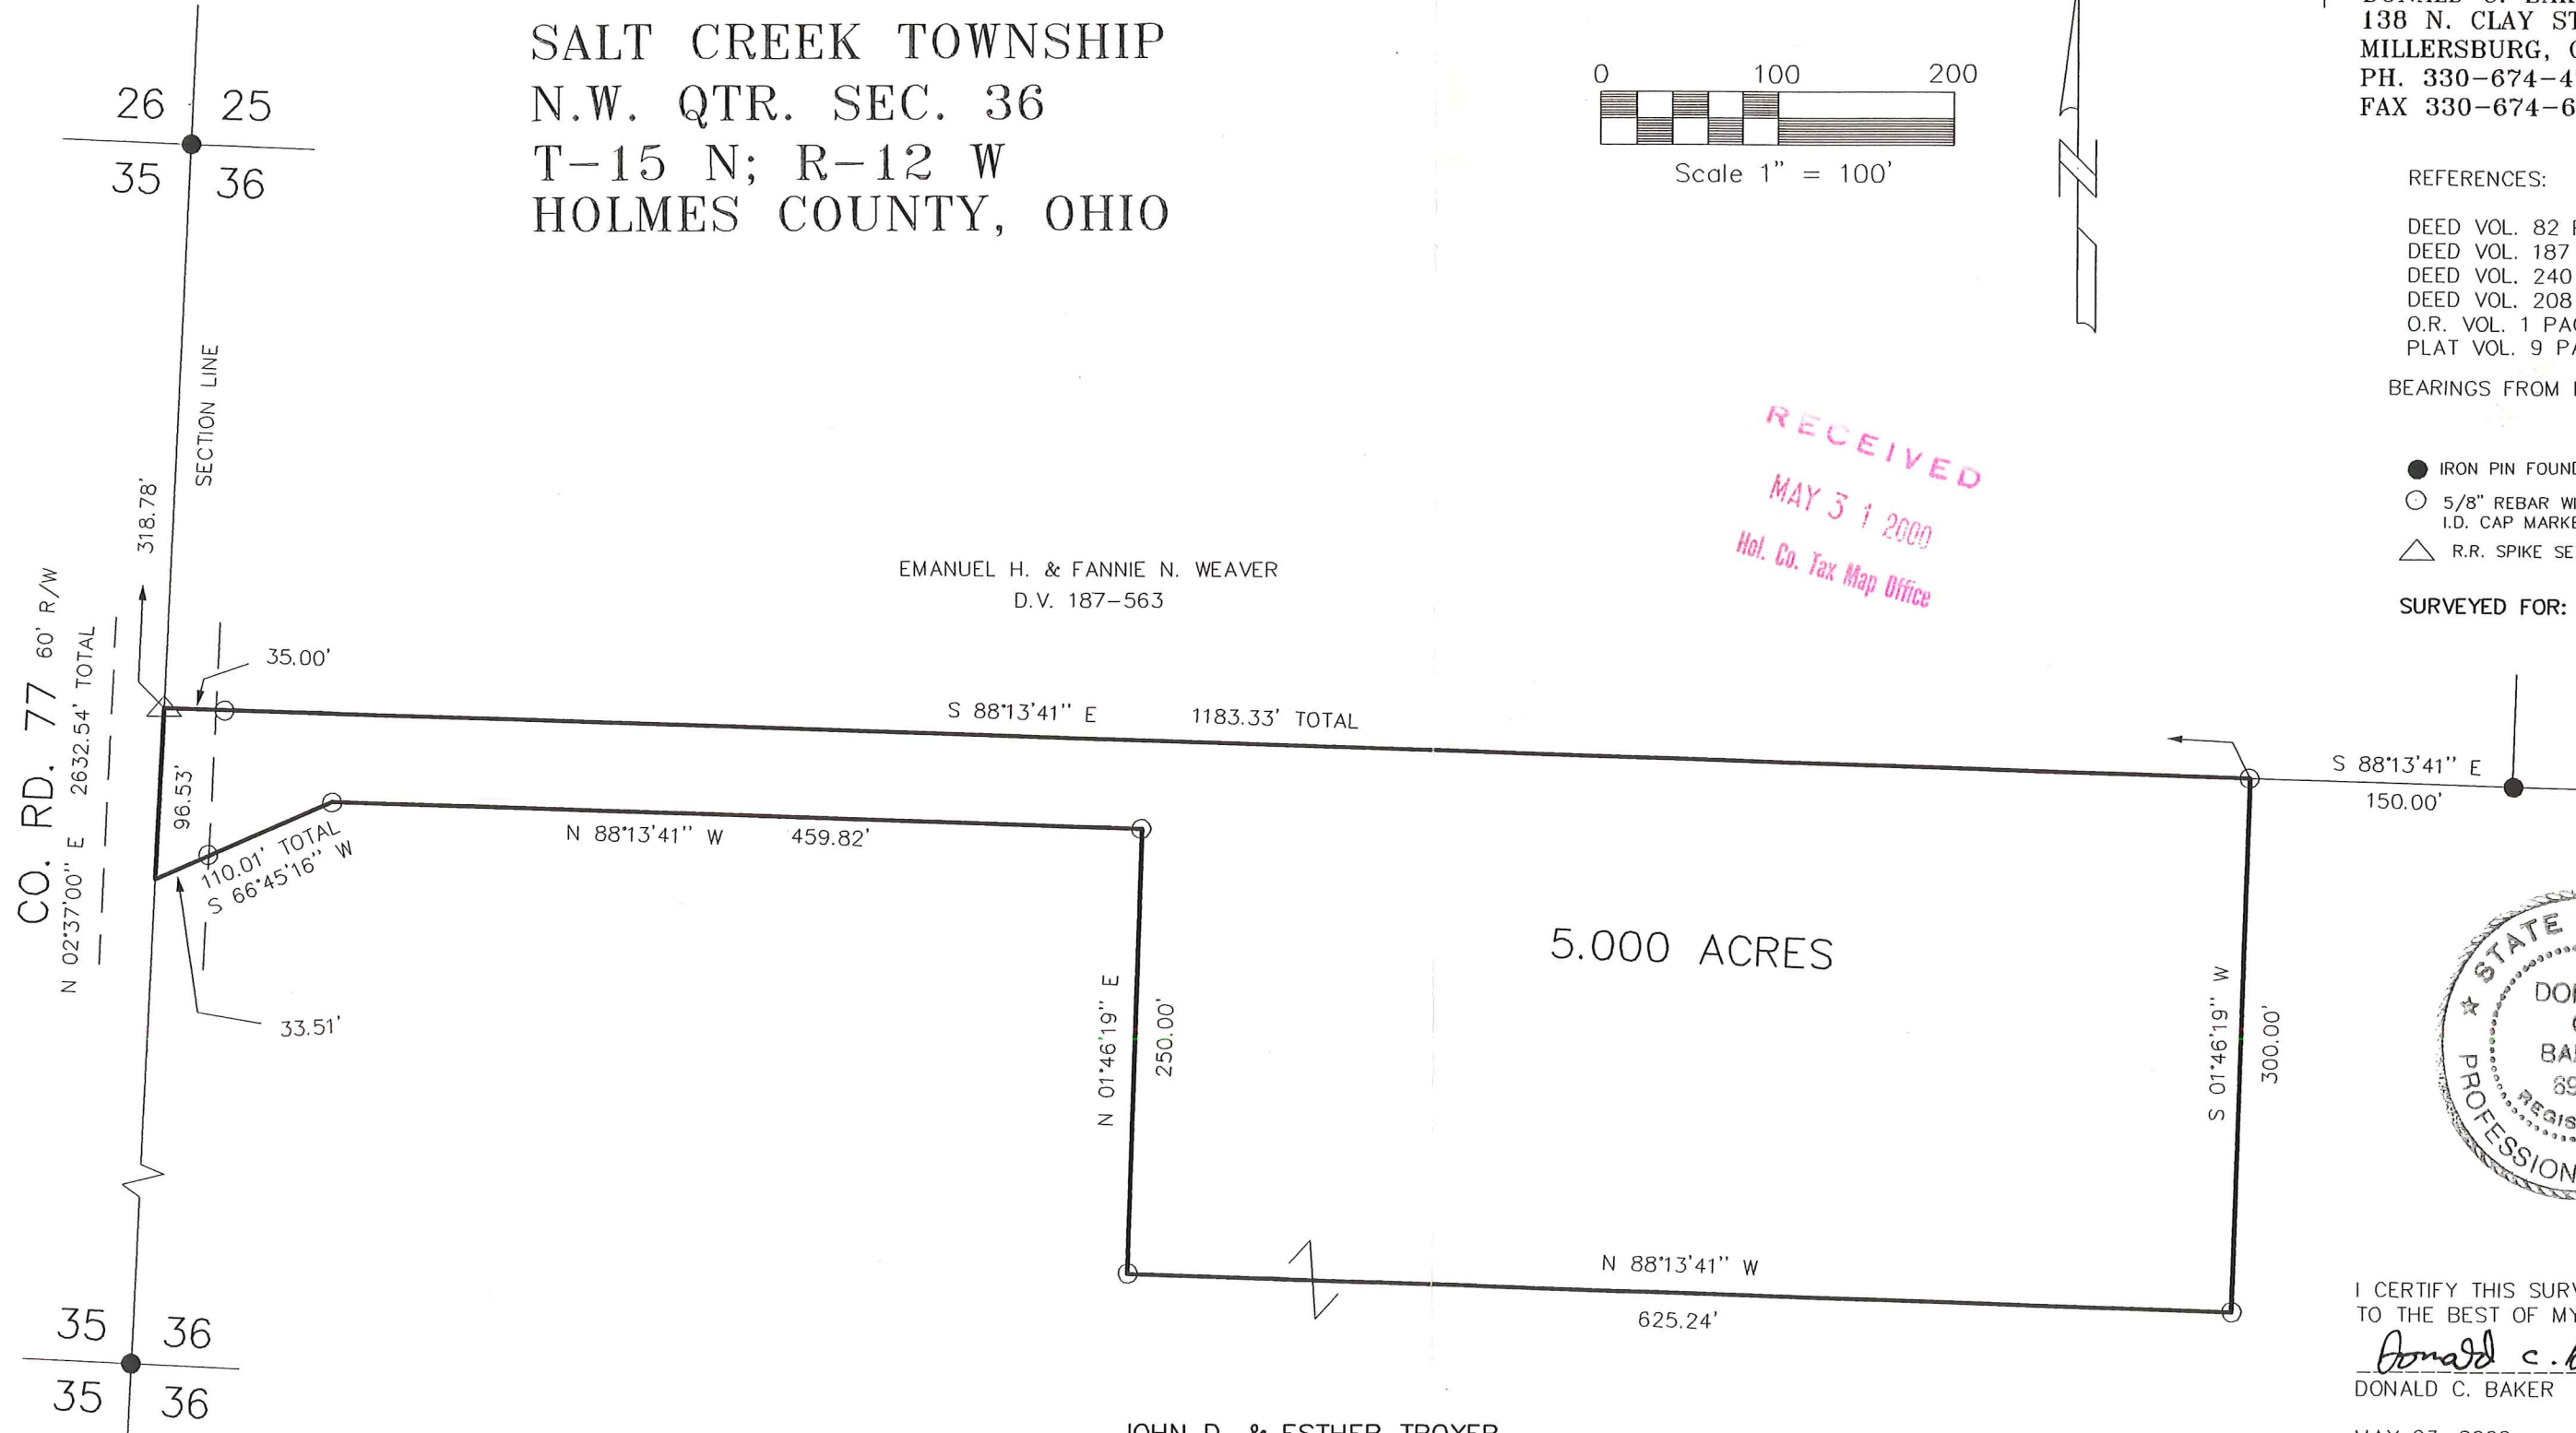 SALT CREEK TOWNSHIP
N.W. QTR. SEC. 36
T-15 N; R-12 W
HOLMES COUNTY, OHIO
26 25
35 36
0 100 200
Scale 1" = 100'
N
138 N. CLAY
MILLERSBURG,
PH. 330-674-4
FAX 330-674-6
REFERENCES:
DEED VOL. 82
DEED VOL. 187
DEED VOL. 240
DEED VOL. 208
O.R. VOL. 1
PLAT VOL. 9
BEARINGS FROM
IRON PIN FOUND
5/8" REBAR
I.D. CAP
R.R. SPIKE
SURVEYED FOR:
RECEIVED
MAY 31 2000
Hol. Co. Tax Map Office
SECTION LINE
318.78'
EMANUEL H. & FANNIE N. WEAVER
D.V. 187-563
CO. RD. 77 60' R/W
N 02°37'00" E 2632.54' TOTAL
35.00'
S 88°13'41" E 1183.33' TOTAL
S 88°13'41" E
150.00'
96.53'
110.01' TOTAL
S 66°45'16" W
33.51'
N 88°13'41" W 459.82'
N 01°46'19" E
250.00'
5.000 ACRES
S 01°46'19" W
300.00'
N 88°13'41" W
625.24'
STATE
PROFESSION
35 36
35 36
I CERTIFY THIS
TO THE BEST OF MY
Donald C.
DONALD C. BAKER
JOHN D. & ESTHER TROYER